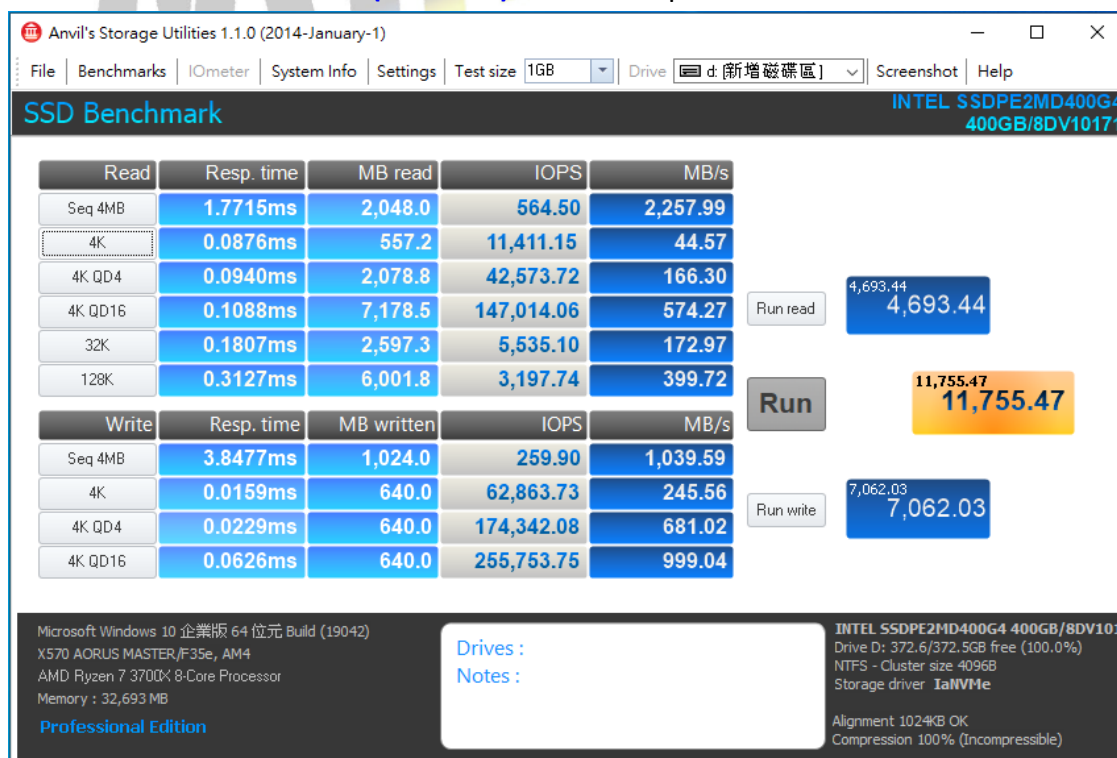 Anvil's Storage Utilities 1.1.0 (2014-January-1)
File Benchmarks IOmeter System Info Settings Test size 1GB Drive d: [新增磁碟區] Screenshot Help
SSD Benchmark
INTEL SSDPE2MD400G4
400GB/8DV10171
Read Resp. time MB read IOPS MB/s
Seq 4MB 1.7715ms 2,048.0 564.50 2,257.99
4K 0.0876ms 557.2 11,411.15 44.57
4K QD4 0.0940ms 2,078.8 42,573.72 166.30
4K QD16 0.1088ms 7,178.5 147,014.06 574.27
32K 0.1807ms 2,597.3 5,535.10 172.97
128K 0.3127ms 6,001.8 3,197.74 399.72
Run read
4,693.44
4,693.44
Run
11,755.47
11,755.47
Write Resp. time MB written IOPS MB/s
Seq 4MB 3.8477ms 1,024.0 259.90 1,039.59
4K 0.0159ms 640.0 62,863.73 245.56
4K QD4 0.0229ms 640.0 174,342.08 681.02
4K QD16 0.0626ms 640.0 255,753.75 999.04
Run write
7,062.03
7,062.03
Microsoft Windows 10 企業版 64 位元 Build (19042)
X570 AORUS MASTER/F35e, AM4
AMD Ryzen 7 3700X 8-Core Processor
Memory : 32,693 MB
Professional Edition
Drives :
Notes :
INTEL SSDPE2MD400G4 400GB/8DV101
Drive D: 372.6/372.5GB free (100.0%)
NTFS - Cluster size 4096B
Storage driver IaNVMe
Alignment 1024KB OK
Compression 100% (Incompressible)